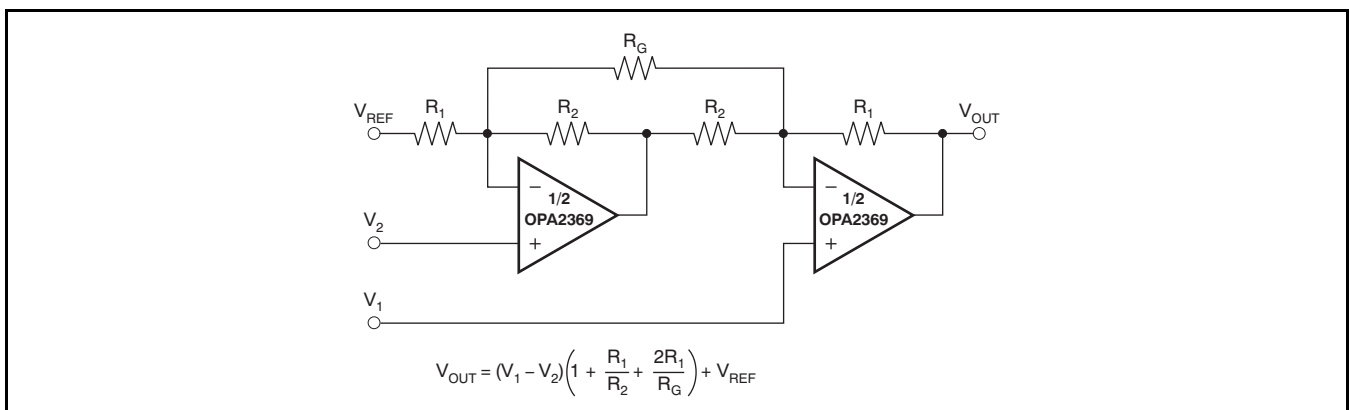 R_G
V_REF R_1 R_2 R_2 R_1 V_OUT
− 1/2 OPA2369 +
− 1/2 OPA2369 +
V_2
V_1
V_OUT = (V_1 – V_2)(1 + R_1/R_2 + 2R_1/R_G) + V_REF